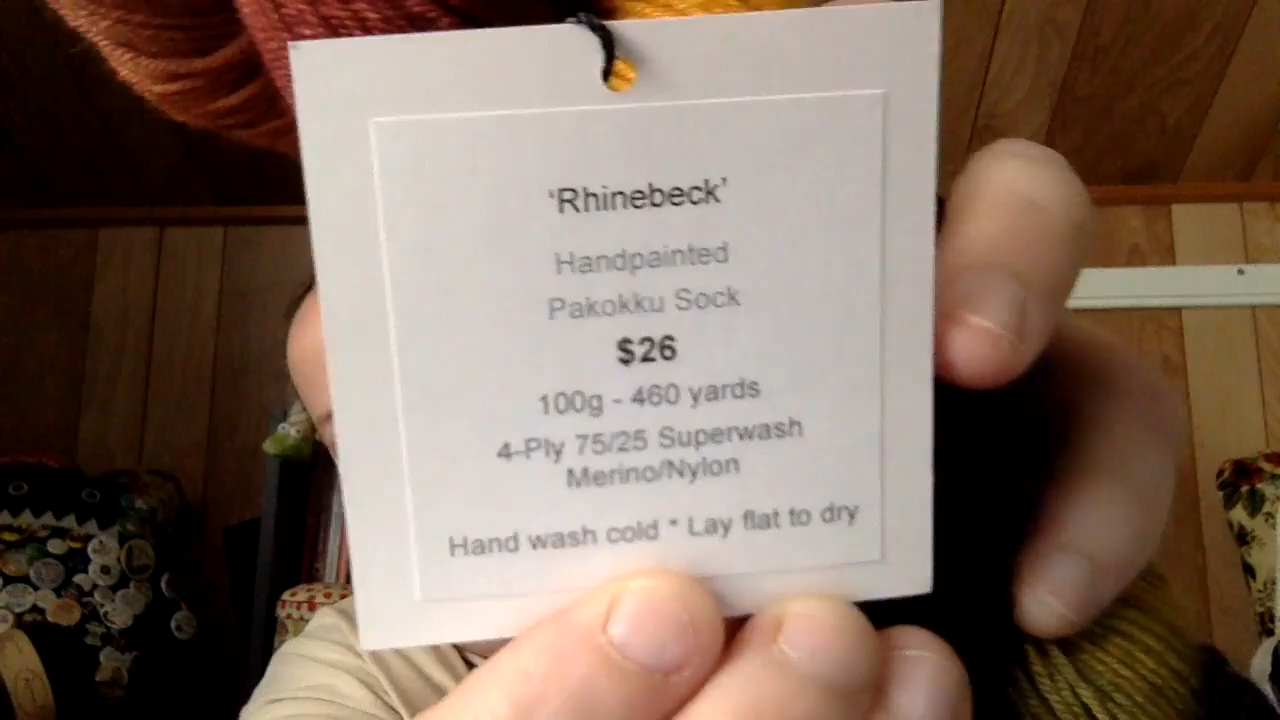 ‘Rhinebeck’
Handpainted
Pakokku Sock
$26
100g - 460 yards
4-Ply 75/25 Superwash
Merino/Nylon
Hand wash cold * Lay flat to dry